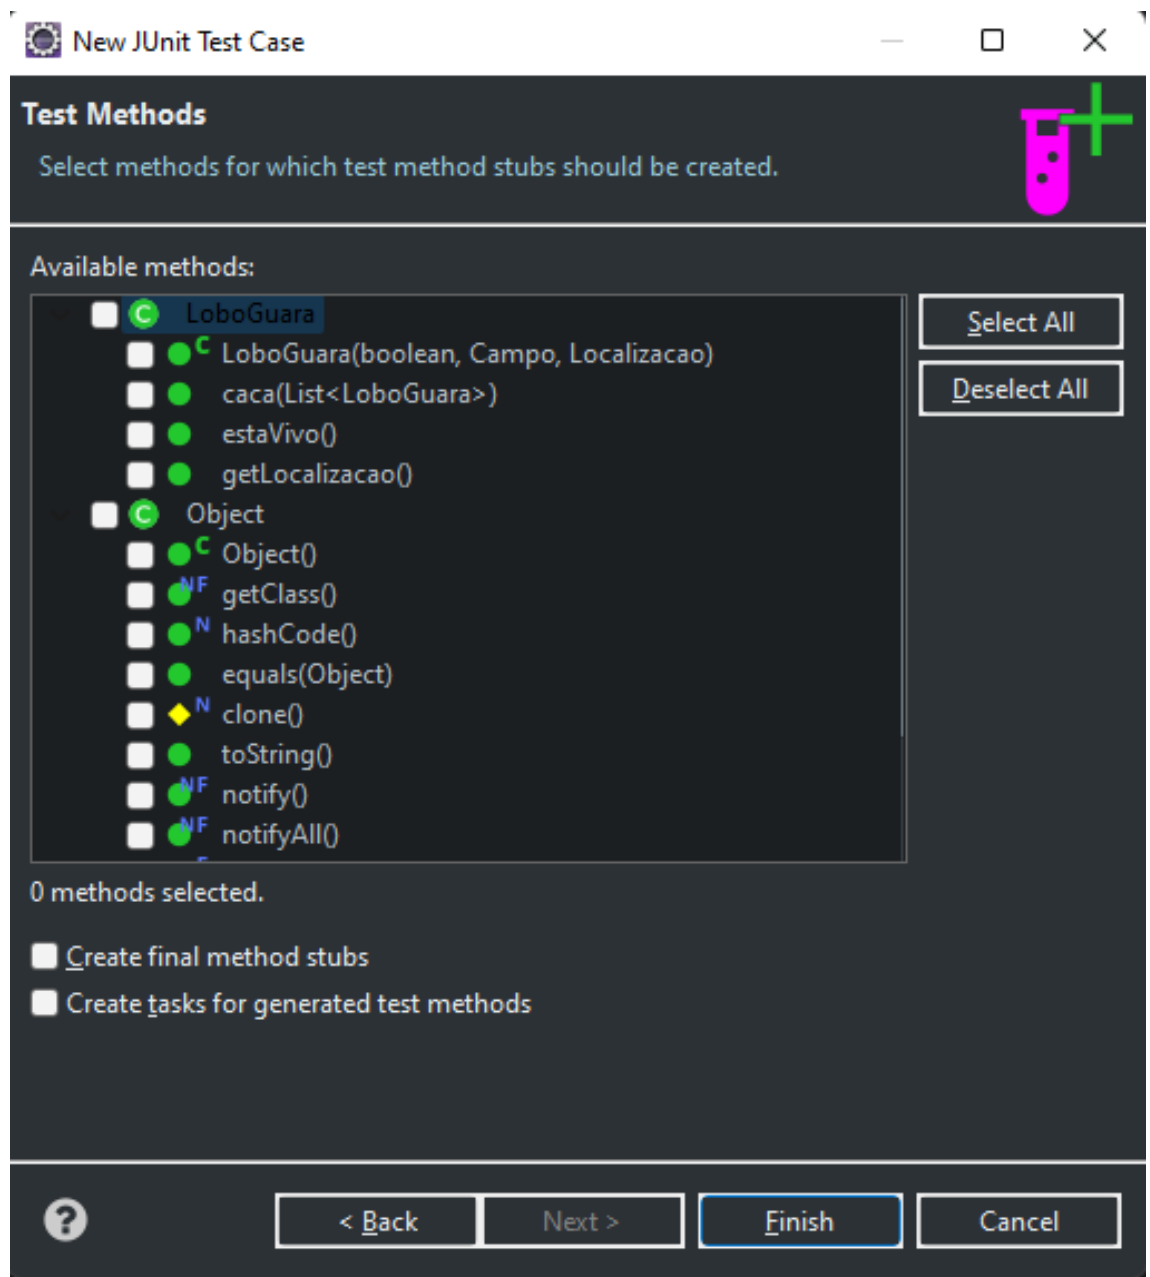 New JUnit Test Case
Test Methods
Select methods for which test method stubs should be created.
Available methods:
C LoboGuara
C LoboGuara(boolean, Campo, Localizacao)
caca(List<LoboGuara>)
estaVivo()
getLocalizacao()
C Object
C Object()
NF getClass()
N hashCode()
equals(Object)
N clone()
toString()
NF notify()
NF notifyAll()
F
Select All
Deselect All
0 methods selected.
Create final method stubs
Create tasks for generated test methods
?
< Back
Next >
Finish
Cancel